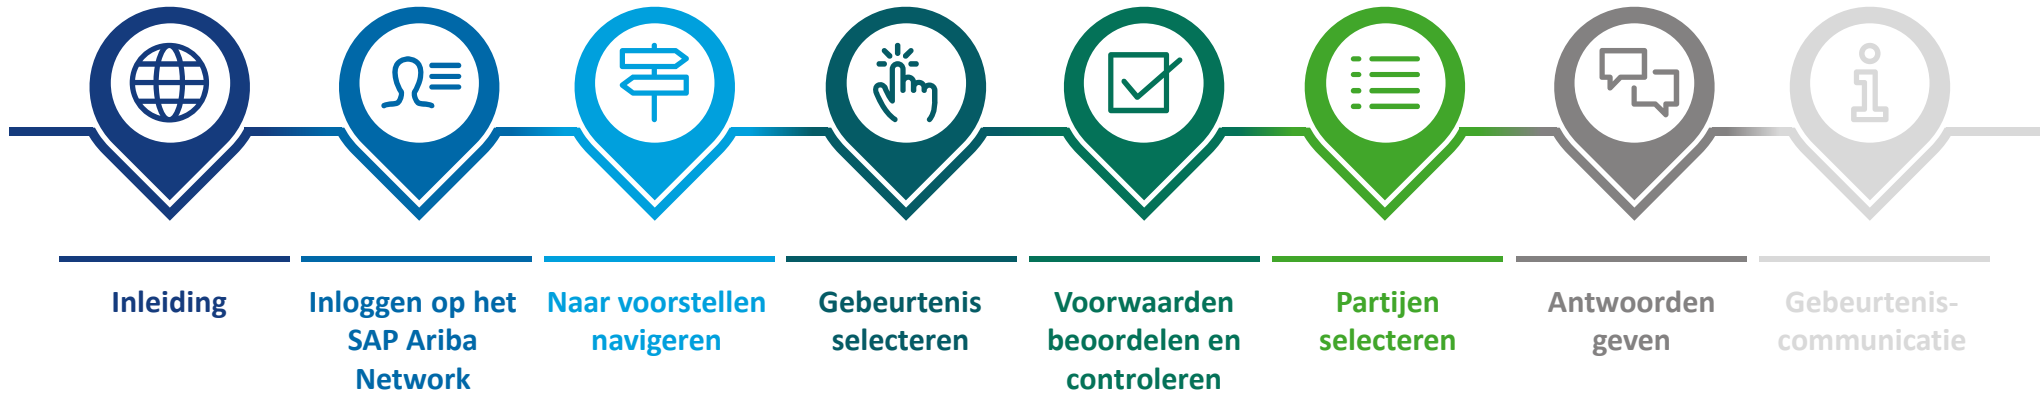 Inleiding
Inloggen op het
SAP Ariba
Network
Naar voorstellen
navigeren
Gebeurtenis
selecteren
Voorwaarden
beoordelen en
controleren
Partijen
selecteren
Antwoorden
geven
Gebeurtenis-
communicatie